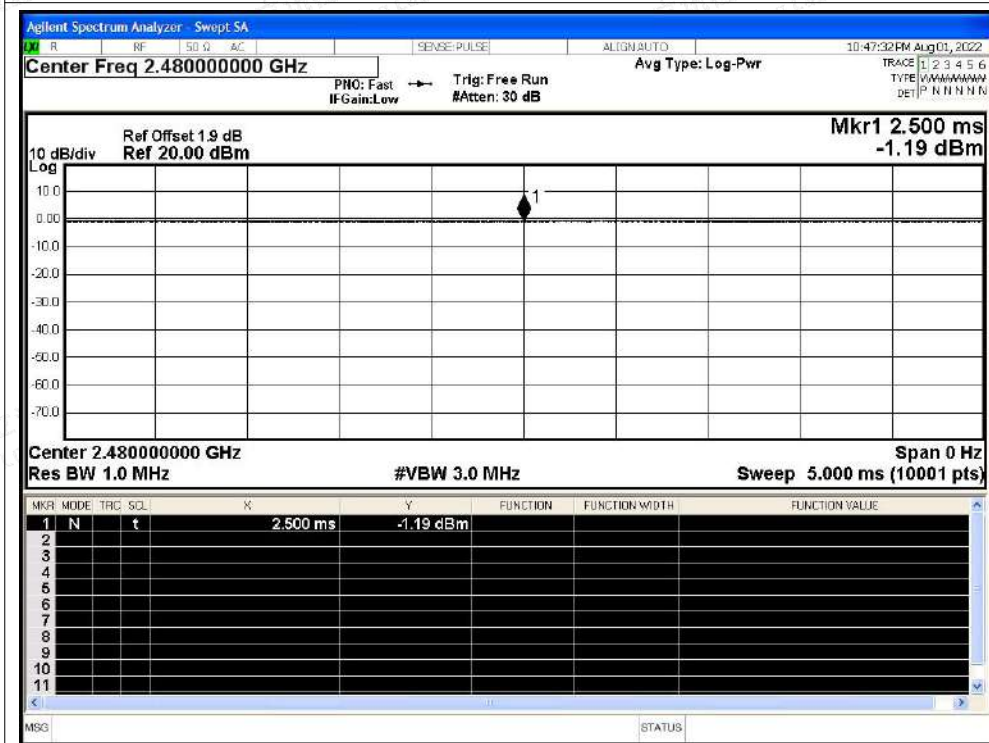 Agilent Spectrum Analyzer - Swept SA
LXI R RF 50 Ω AC SENSE:PULSE ALIGN AUTO 10:47:32 PM Aug 01, 2022
Center Freq 2.480000000 GHz
PNO: Fast
IFGain:Low
Trig: Free Run
#Atten: 30 dB
Avg Type: Log-Pwr
TRACE 1 2 3 4 5 6
TYPE
DET P N N N N N
Ref Offset 1.9 dB
10 dB/div Ref 20.00 dBm
Mkr1 2.500 ms
-1.19 dBm
Log
10.0
1
0.00
-10.0
-20.0
-30.0
-40.0
-50.0
-60.0
-70.0
Center 2.480000000 GHz Span 0 Hz
Res BW 1.0 MHz #VBW 3.0 MHz Sweep 5.000 ms (10001 pts)
MKR MODE TRC SCL X Y FUNCTION FUNCTION WIDTH FUNCTION VALUE
1 N t 2.500 ms -1.19 dBm
2
3
4
5
6
7
8
9
10
11
MSG STATUS